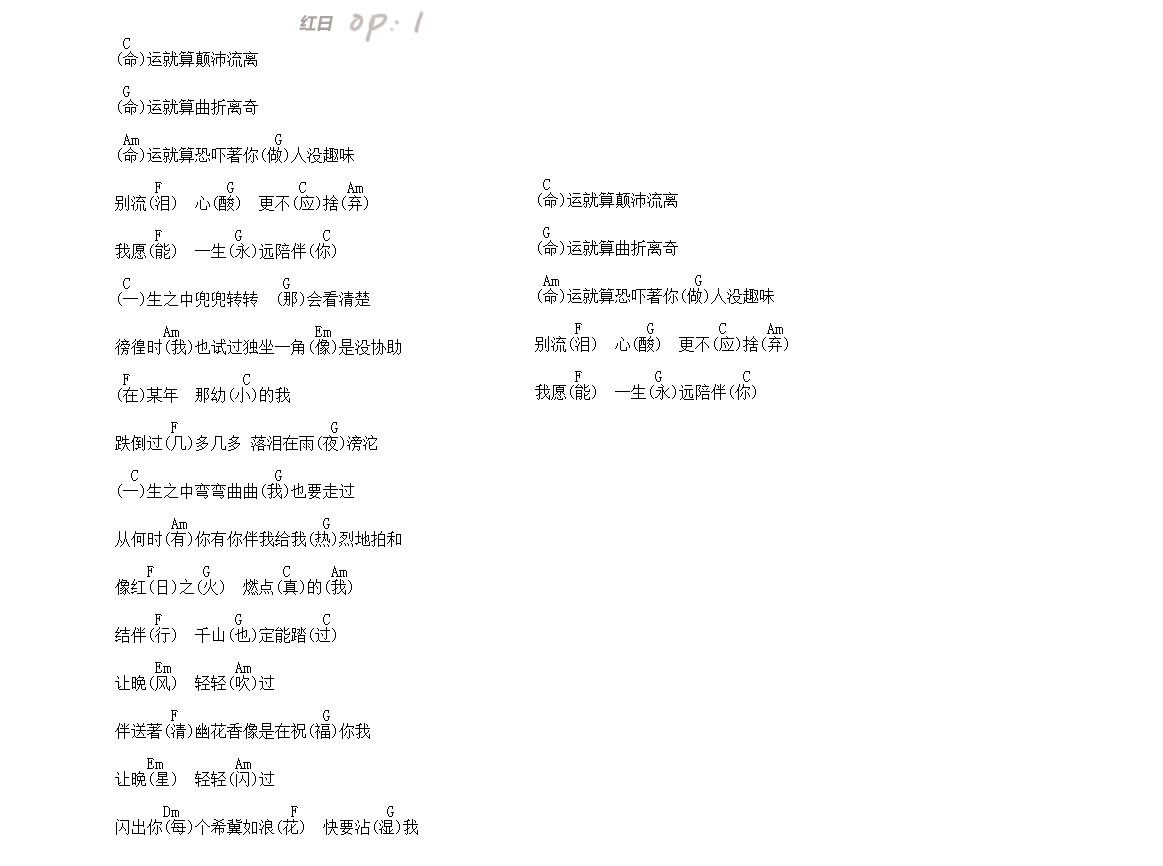 红日 op: 1
C
(命)运就算颠沛流离
G
(命)运就算曲折离奇
Am G
(命)运就算恐吓著你(做)人没趣味
F G C Am
别流(泪) 心(酸) 更不(应)捨(弃)
F G C
我愿(能) 一生(永)远陪伴(你)
C G
(一)生之中兜兜转转 (那)会看清楚
Am Em
徬徨时(我)也试过独坐一角(像)是没协助
F C
(在)某年 那幼(小)的我
F G
跌倒过(几)多几多 落泪在雨(夜)滂沱
C G
(一)生之中弯弯曲曲(我)也要走过
Am G
从何时(有)你有你伴我给我(热)烈地拍和
F G C Am
像红(日)之(火) 燃点(真)的(我)
F G C
结伴(行) 千山(也)定能踏(过)
Em Am
让晚(风) 轻轻(吹)过
F G
伴送著(清)幽花香像是在祝(福)你我
Em Am
让晚(星) 轻轻(闪)过
Dm F G
闪出你(每)个希冀如浪(花) 快要沾(湿)我
C
(命)运就算颠沛流离
G
(命)运就算曲折离奇
Am G
(命)运就算恐吓著你(做)人没趣味
F G C Am
别流(泪) 心(酸) 更不(应)捨(弃)
F G C
我愿(能) 一生(永)远陪伴(你)